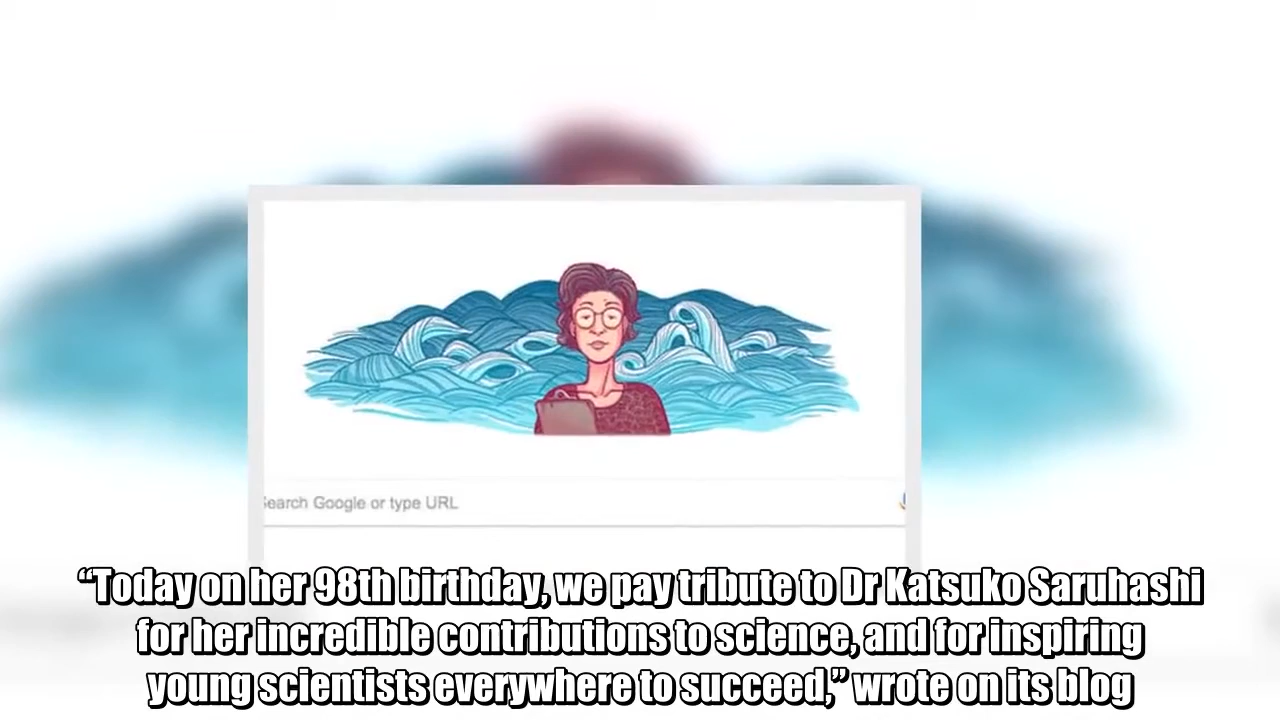 Search Google or type URL
“Today on her 98th birthday, we pay tribute to Dr Katsuko Saruhashi
for her incredible contributions to science, and for inspiring
young scientists everywhere to succeed,” wrote on its blog